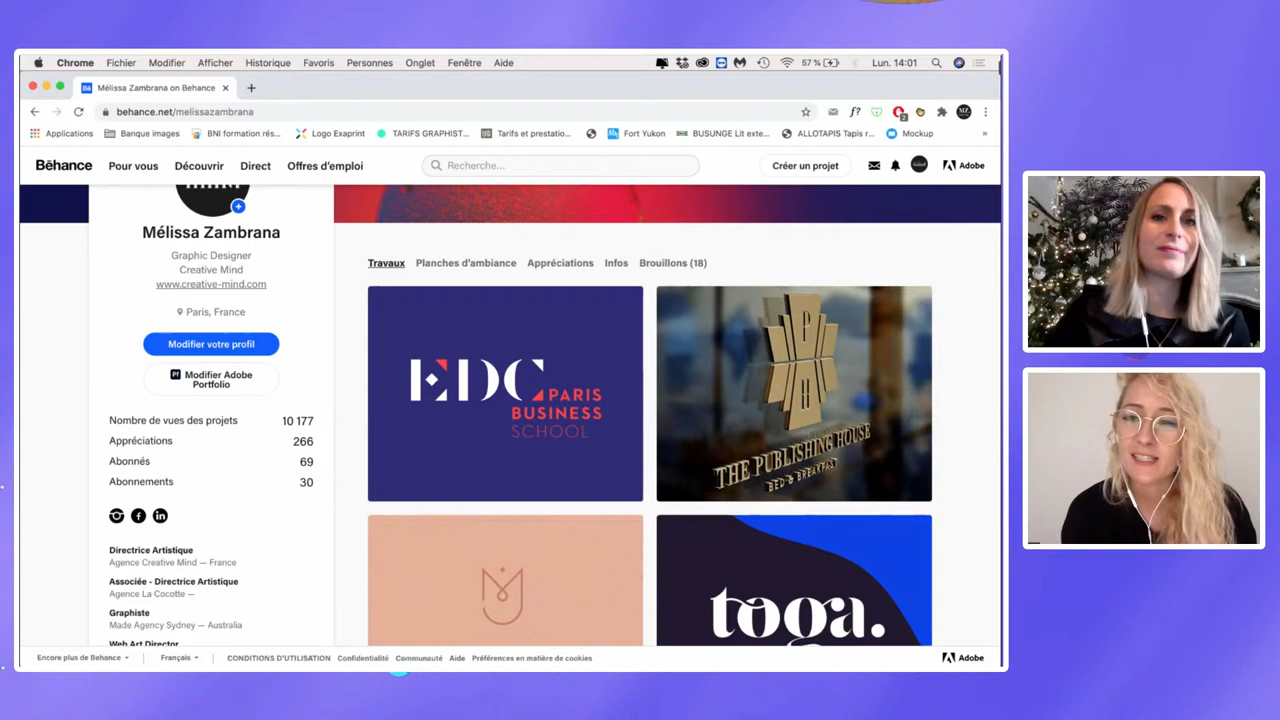 Chrome Fichier Modifier Afficher Historique Favoris Personnes Onglet Fenêtre Aide 57 % Lun. 14:01
Mélissa Zambrana on Behance
behance.net/melissazambrana
Applications Banque images BNI formation rés... Logo Exaprint TARIFS GRAPHIST... Tarifs et prestatio... Fort Yukon BUSUNGE Lit exte... ALLOTAPIS Tapis r... Mockup »
Bēhance Pour vous Découvrir Direct Offres d'emploi Recherche... Créer un projet Adobe
Mélissa Zambrana
Graphic Designer
Creative Mind
www.creative-mind.com
Paris, France
Modifier votre profil
Modifier Adobe
Portfolio
Nombre de vues des projets 10 177
Appréciations 266
Abonnés 69
Abonnements 30
Directrice Artistique
Agence Creative Mind — France
Associée - Directrice Artistique
Agence La Cocotte —
Graphiste
Made Agency Sydney — Australia
Web Art Director
Travaux Planches d'ambiance Appréciations Infos Brouillons (18)
EDC PARIS
BUSINESS
SCHOOL
P
H
THE PUBLISHING HOUSE
BED & BREAKFAST
toga.
Encore plus de Behance Français CONDITIONS D'UTILISATION Confidentialité Communauté Aide Préférences en matière de cookies Adobe